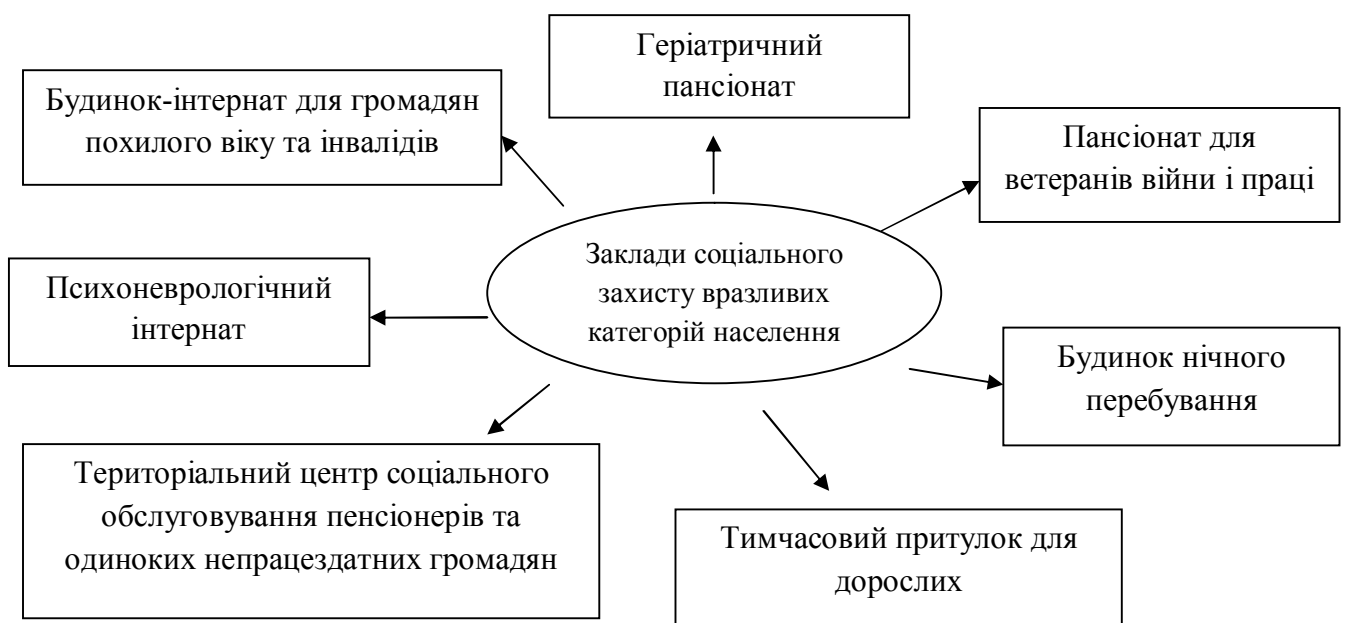 Геріатричний
пансіонат
Будинок-інтернат для громадян
похилого віку та інвалідів
Пансіонат для
ветеранів війни і праці
Заклади соціального
захисту вразливих
категорій населення
Психоневрологічний
інтернат
Будинок нічного
перебування
Територіальний центр соціального
обслуговування пенсіонерів та
одиноких непрацездатних громадян
Тимчасовий притулок для
дорослих